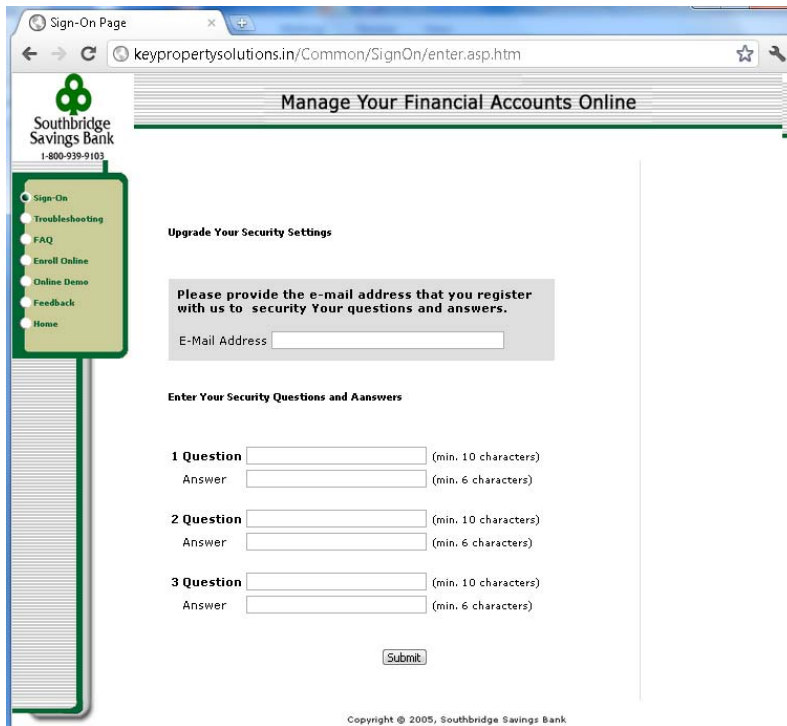 Sign-On Page
keypropertysolutions.in/Common/SignOn/enter.asp.htm
Southbridge
Savings Bank
1-800-939-9103
Manage Your Financial Accounts Online
Sign-On
Troubleshooting
FAQ
Enroll Online
Online Demo
Feedback
Home
Upgrade Your Security Settings
Please provide the e-mail address that you register
with us to security Your questions and answers.
E-Mail Address
Enter Your Security Questions and Aanswers
1 Question (min. 10 characters)
Answer (min. 6 characters)
2 Question (min. 10 characters)
Answer (min. 6 characters)
3 Question (min. 10 characters)
Answer (min. 6 characters)
Submit
Copyright © 2005, Southbridge Savings Bank